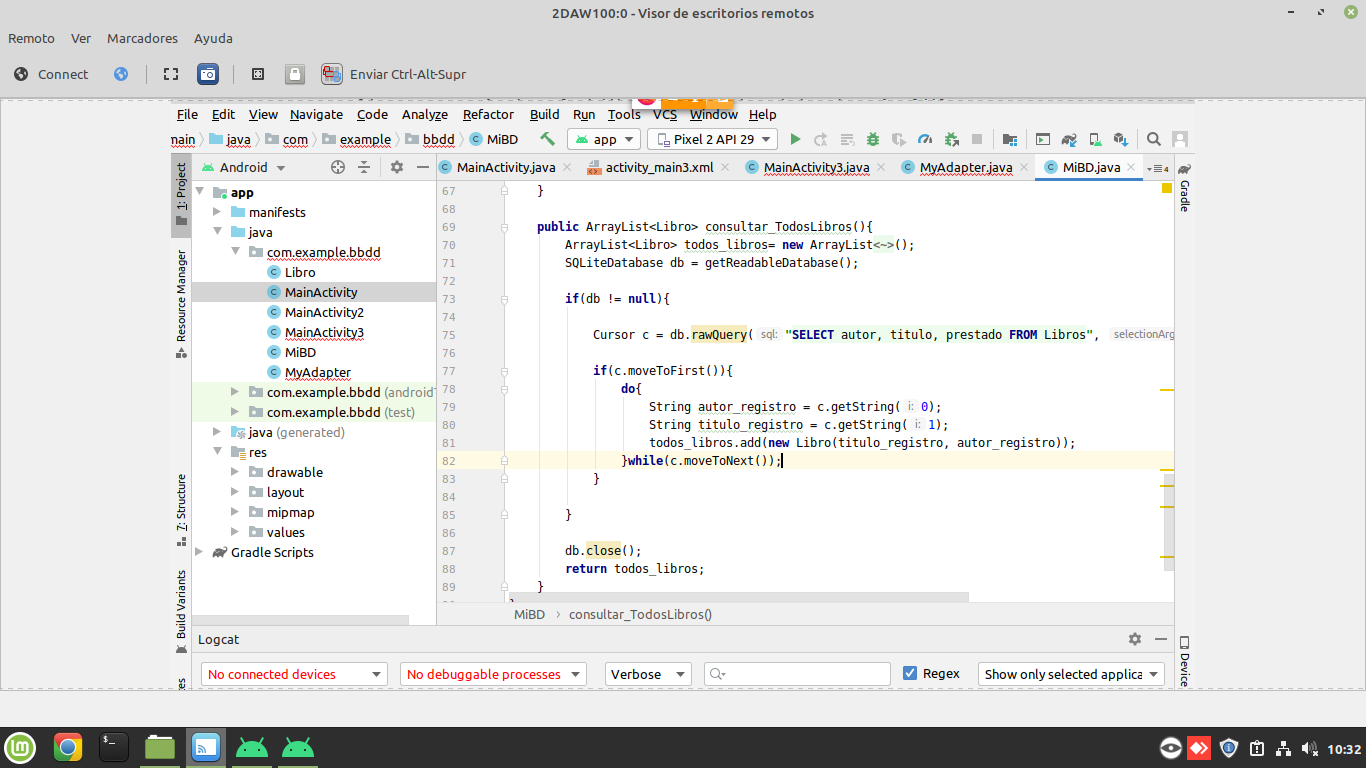 2DAW100:0 - Visor de escritorios remotos
Remoto Ver Marcadores Ayuda
Connect Enviar Ctrl-Alt-Supr
File Edit View Navigate Code Analyze Refactor Build Run Tools VCS Window Help
main java com example bbdd MiBD app Pixel 2 API 29
Android MainActivity.java activity_main3.xml MainActivity3.java MyAdapter.java MiBD.java 4
1: Project
Resource Manager
7: Structure
Build Variants
app
manifests
java
com.example.bbdd
Libro
MainActivity
MainActivity2
MainActivity3
MiBD
MyAdapter
com.example.bbdd (android
com.example.bbdd (test)
java (generated)
res
drawable
layout
mipmap
values
Gradle Scripts
67 }
68
69 public ArrayList<Libro> consultar_TodosLibros(){
70 ArrayList<Libro> todos_libros= new ArrayList<~>();
71 SQLiteDatabase db = getReadableDatabase();
72
73 if(db != null){
74
75 Cursor c = db.rawQuery( sql: "SELECT autor, titulo, prestado FROM Libros", selectionArg
76
77 if(c.moveToFirst()){
78 do{
79 String autor_registro = c.getString( i: 0);
80 String titulo_registro = c.getString( i: 1);
81 todos_libros.add(new Libro(titulo_registro, autor_registro));
82 }while(c.moveToNext());
83 }
84
85 }
86
87 db.close();
88 return todos_libros;
89 }
MiBD › consultar_TodosLibros()
Gradle
Device
Logcat
No connected devices No debuggable processes Verbose Regex Show only selected applica
10:32